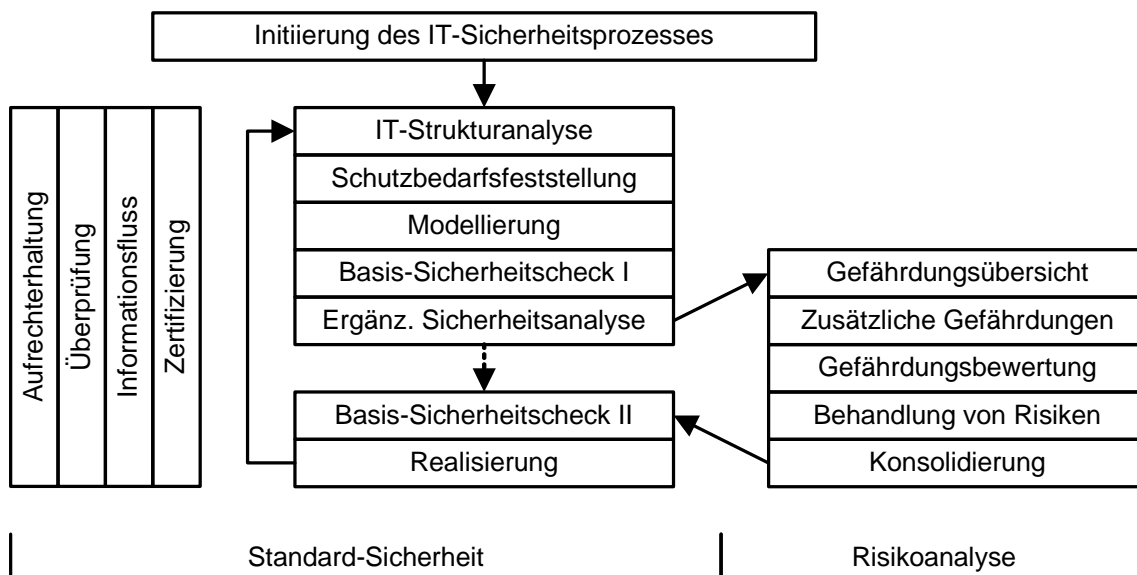 Initiierung des IT-Sicherheitsprozesses
Aufrechterhaltung
Überprüfung
Informationsfluss
Zertifizierung
IT-Strukturanalyse
Schutzbedarfsfeststellung
Modellierung
Basis-Sicherheitscheck I
Ergänz. Sicherheitsanalyse
Basis-Sicherheitscheck II
Realisierung
Gefährdungsübersicht
Zusätzliche Gefährdungen
Gefährdungsbewertung
Behandlung von Risiken
Konsolidierung
Standard-Sicherheit
Risikoanalyse